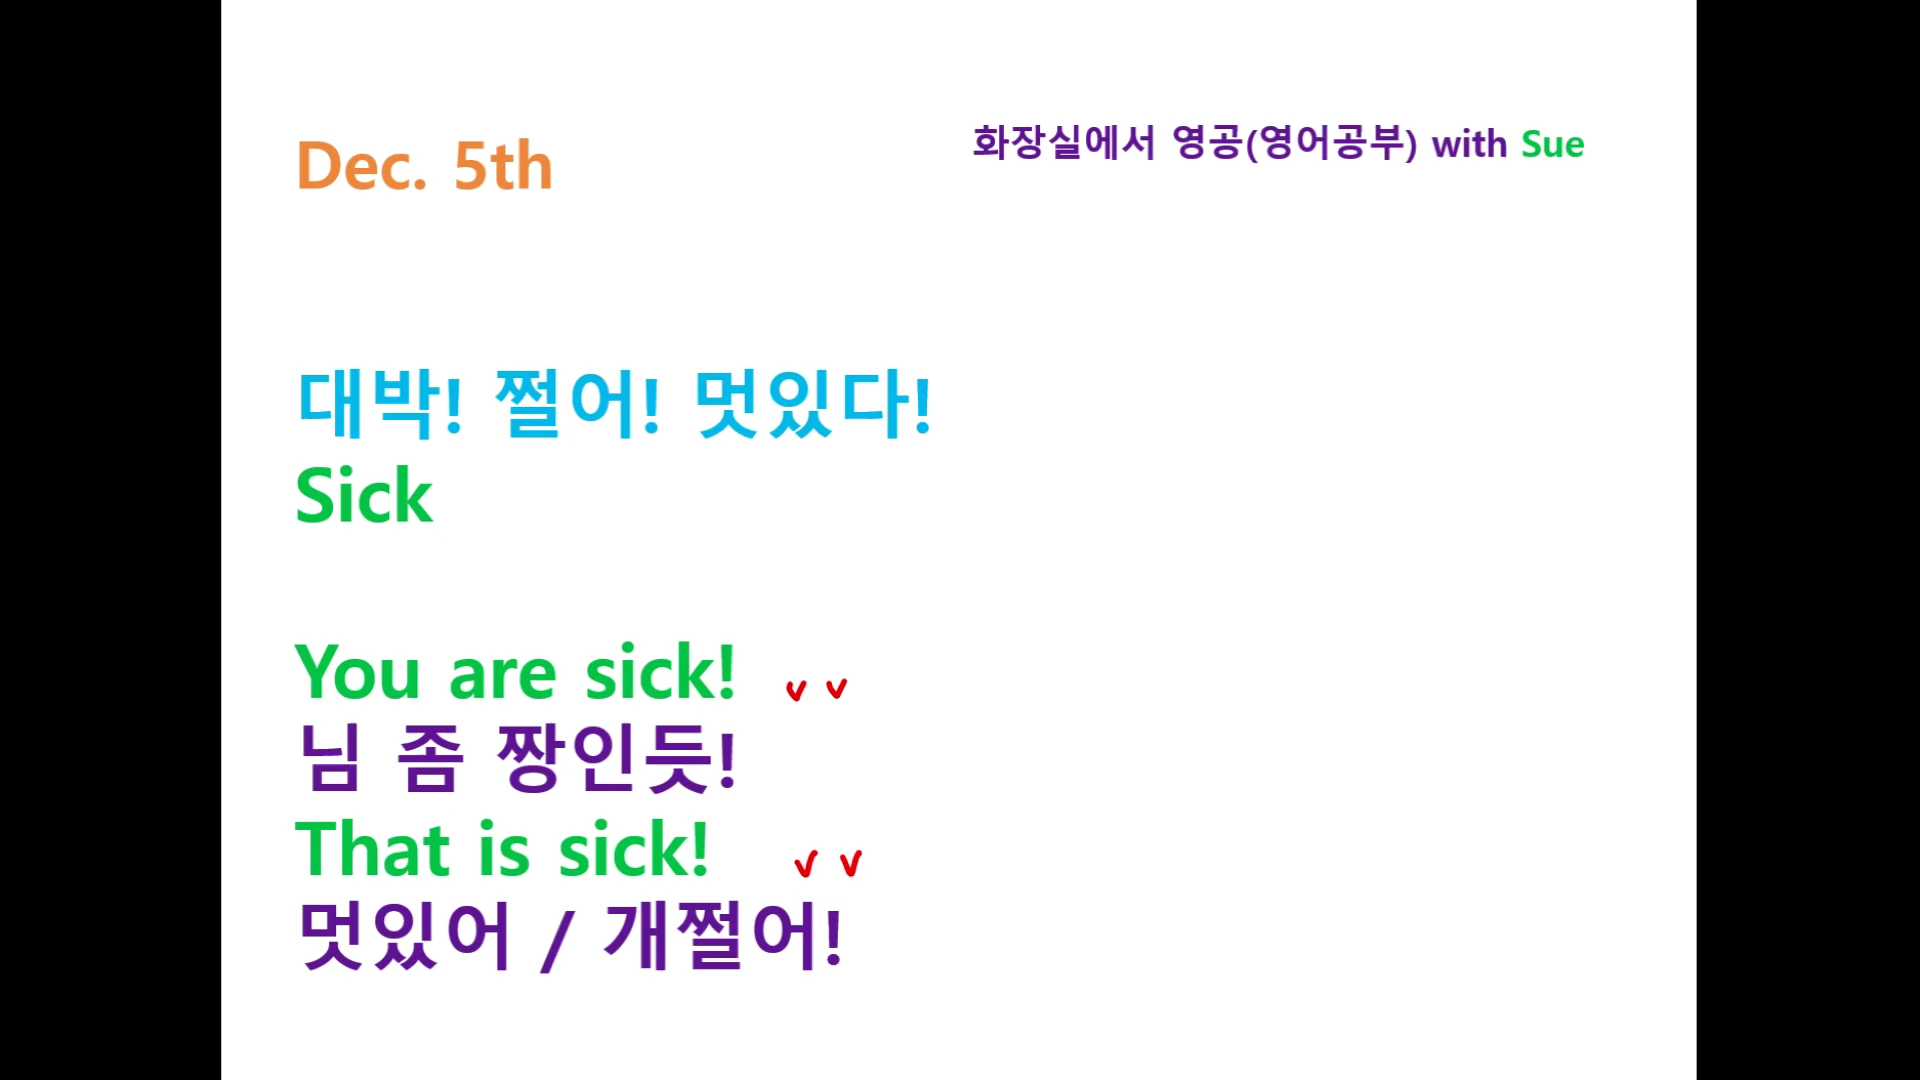 Dec. 5th
화장실에서 영공(영어공부) with Sue
대박! 쩔어! 멋있다!
Sick
You are sick!
님 좀 짱인듯!
That is sick!
멋있어 / 개쩔어!